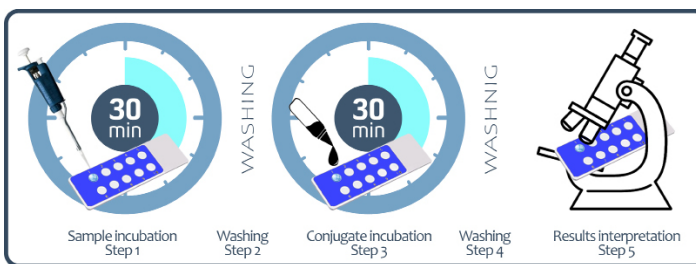 30
min
WASHING
30
min
WASHNIG
Sample incubation
Step 1
Washing
Step 2
Conjugate incubation
Step 3
Washing
Step 4
Results interpretation
Step 5